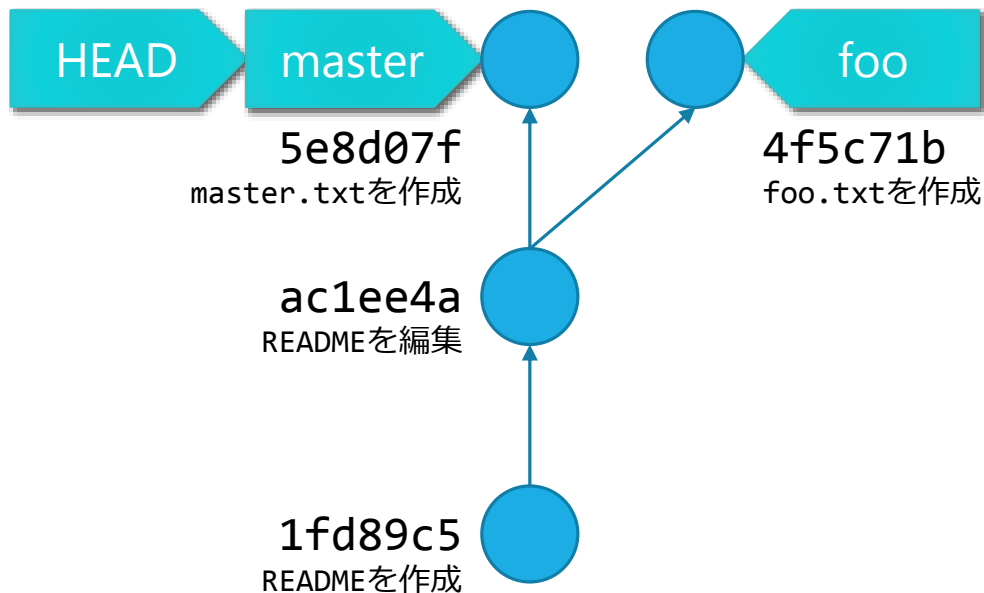 HEAD
master
foo
5e8d07f
master.txtを作成
4f5c71b
foo.txtを作成
ac1ee4a
READMEを編集
1fd89c5
READMEを作成